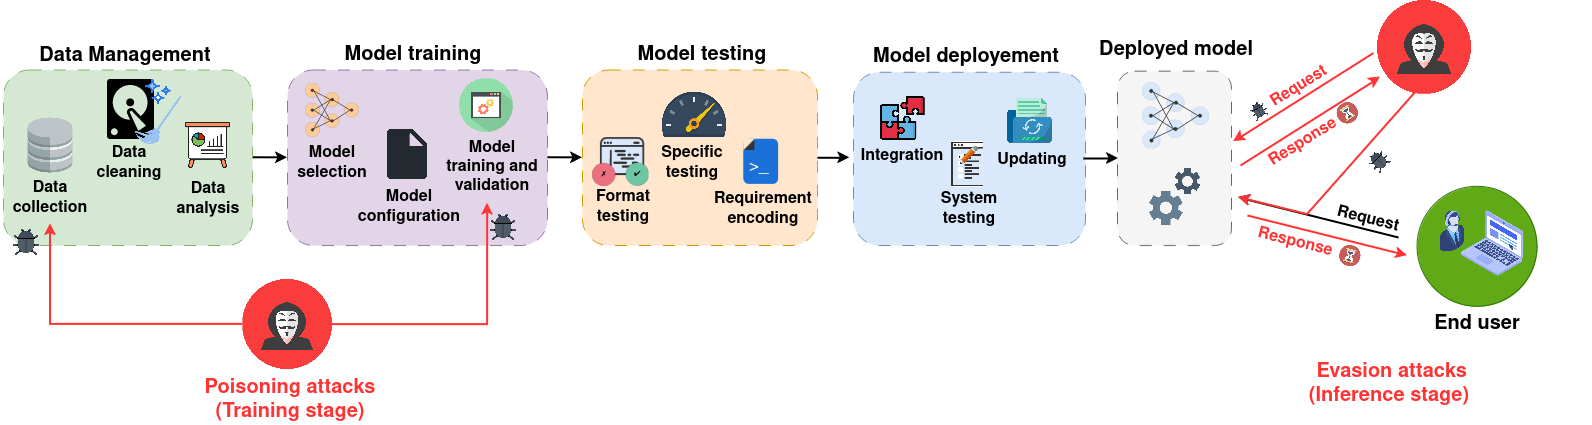 Data Management
Model training
Model testing
Model deployement
Deployed model
Data
cleaning
Data
collection
Data
analysis
Model
selection
Model
configuration
Model
training and
validation
Format
testing
Specific
testing
>_
Requirement
encoding
Integration
System
testing
Updating
Request
Response
Request
Response
End user
Poisoning attacks
(Training stage)
Evasion attacks
(Inference stage)